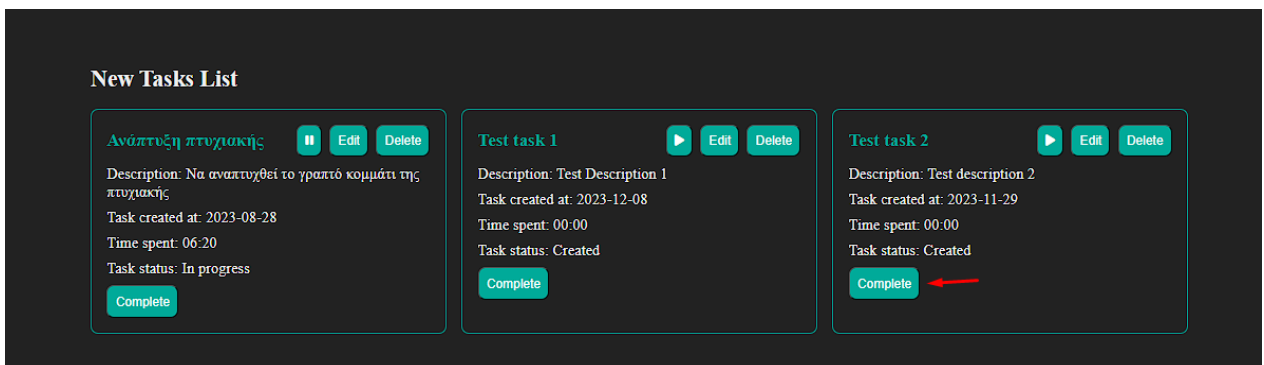 New Tasks List
Ανάπτυξη πτυχιακής Edit Delete
Description: Να αναπτυχθεί το γραπτό κομμάτι της
πτυχιακής
Task created at: 2023-08-28
Time spent: 06:20
Task status: In progress
Complete
Test task 1 Edit Delete
Description: Test Description 1
Task created at: 2023-12-08
Time spent: 00:00
Task status: Created
Complete
Test task 2 Edit Delete
Description: Test description 2
Task created at: 2023-11-29
Time spent: 00:00
Task status: Created
Complete